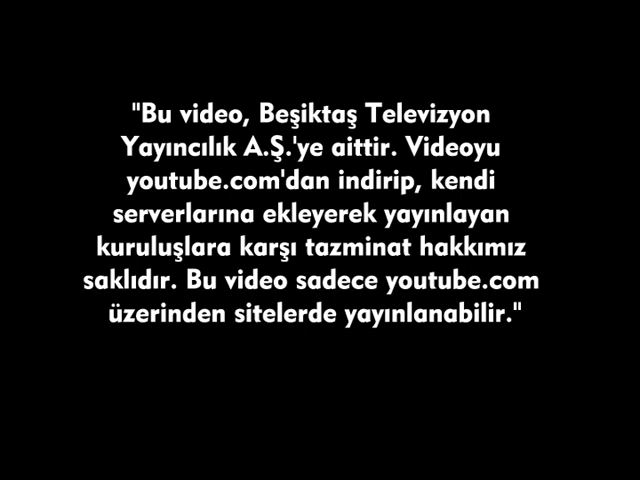 "Bu video, Beşiktaş Televizyon
Yayıncılık A.Ş.'ye aittir. Videoyu
youtube.com'dan indirip, kendi
serverlarına ekleyerek yayınlayan
kuruluşlara karşı tazminat hakkımız
saklıdır. Bu video sadece youtube.com
üzerinden sitelerde yayınlanabilir."